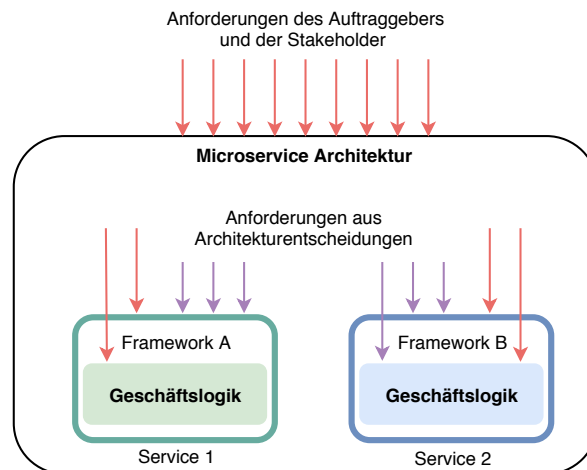 Anforderungen des Auftraggebers
und der Stakeholder
Microservice Architektur
Anforderungen aus
Architekturentscheidungen
Framework A
Framework B
Geschäftslogik
Geschäftslogik
Service 1
Service 2